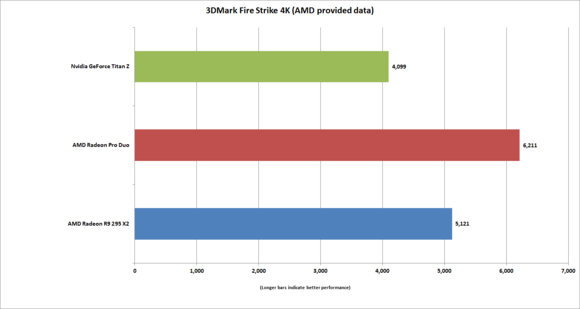 3DMark Fire Strike 4K (AMD provided data)
Nvidia GeForce Titan Z
4,099
AMD Radeon Pro Duo
6,211
AMD Radeon R9 295 X2
5,121
0 1,000 2,000 3,000 4,000 5,000 6,000 7,000
(Longer bars indicate better performance)